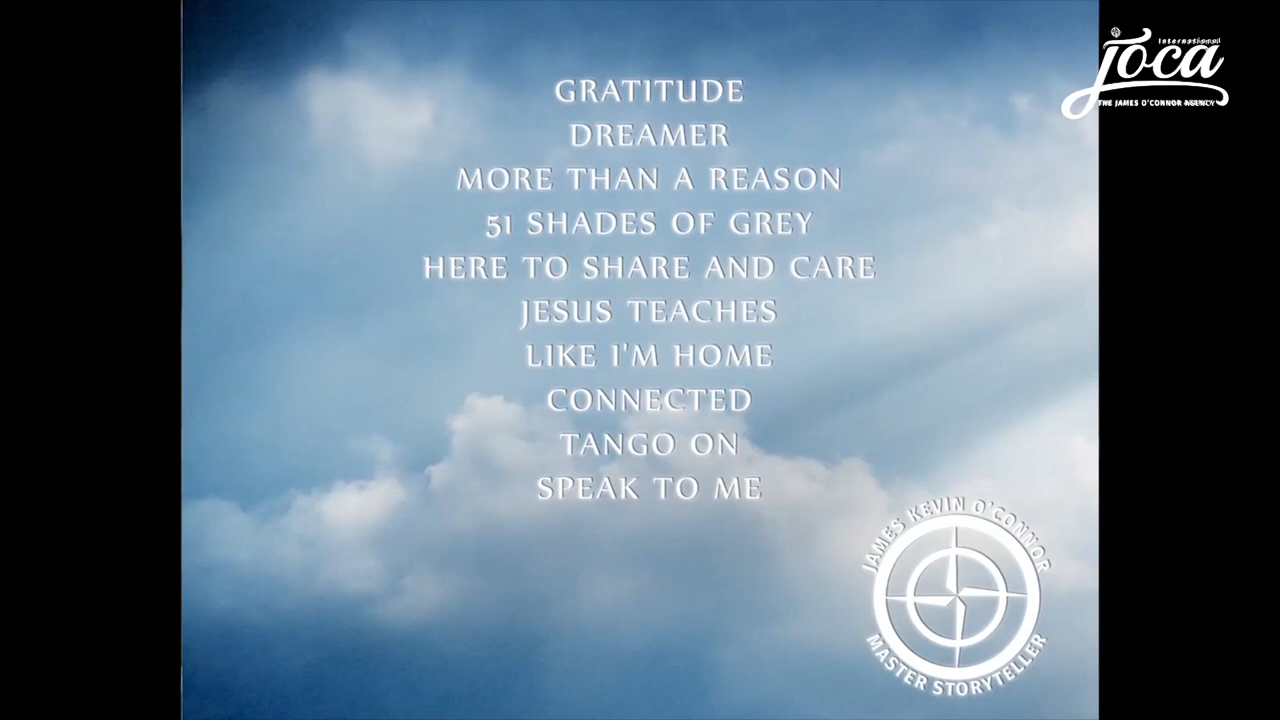 International
joca
THE JAMES O'CONNOR AGENCY
GRATITUDE
DREAMER
MORE THAN A REASON
51 SHADES OF GREY
HERE TO SHARE AND CARE
JESUS TEACHES
LIKE I'M HOME
CONNECTED
TANGO ON
SPEAK TO ME
JAMES KEVIN O'CONNOR
MASTER STORYTELLER